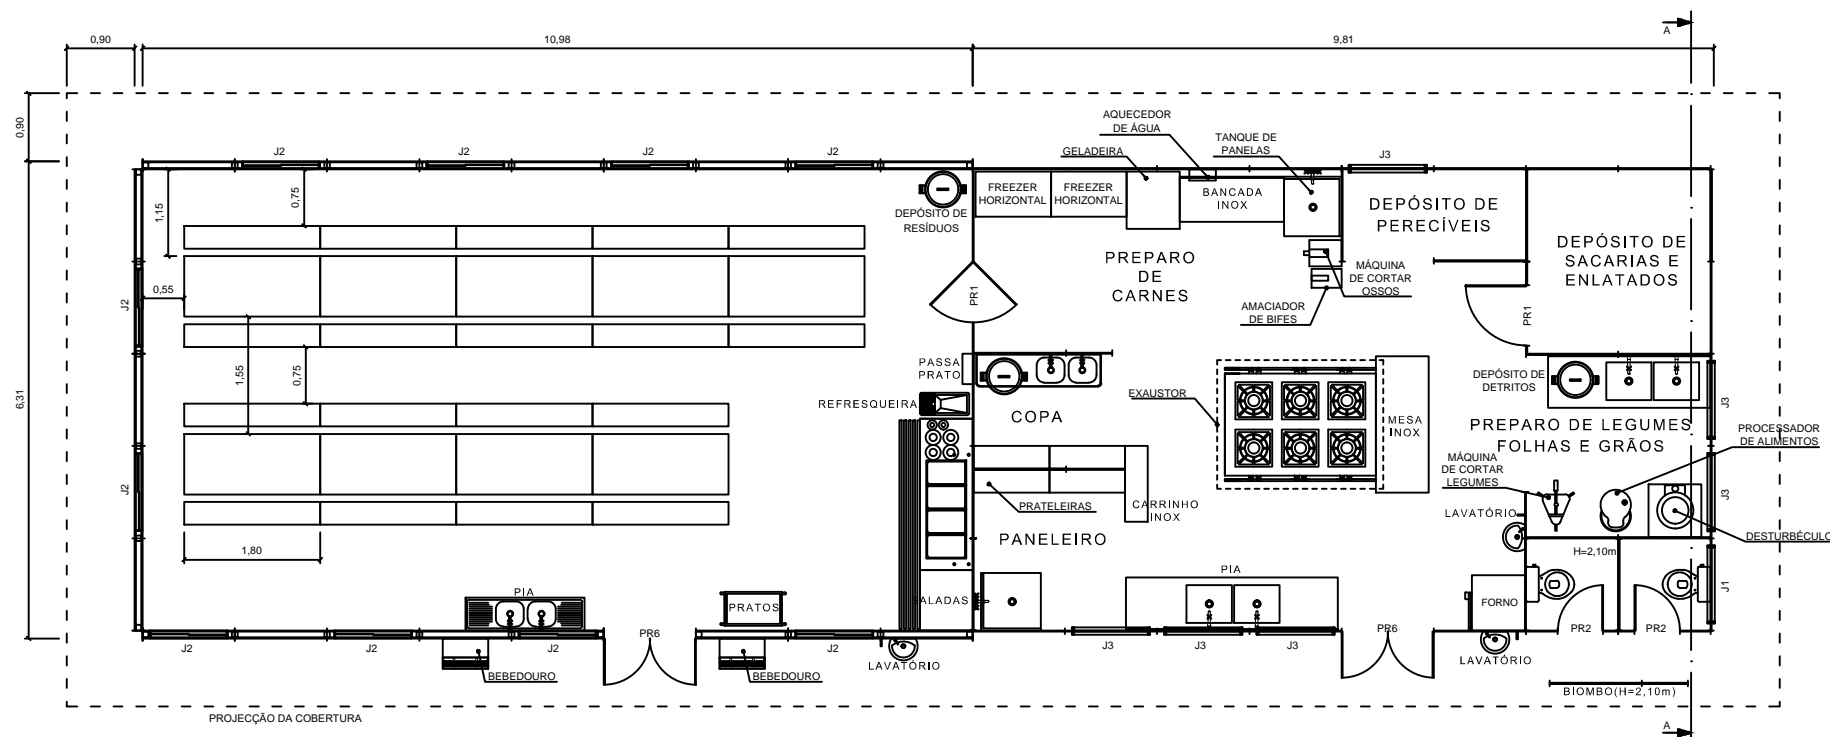 A
0,90
10,98
9,81
0,90
AQUECEDOR
DE ÁGUA
TANQUE DE
PANELAS
GELADEIRA
J2
J2
J2
J2
J3
1,15
0,75
FREEZER
HORIZONTAL
FREEZER
HORIZONTAL
BANCADA
INOX
DEPÓSITO DE
RESÍDUOS
DEPÓSITO DE
PERECÍVEIS
DEPÓSITO DE
SACARIAS E
ENLATADOS
PREPARO
DE
CARNES
MÁQUINA
DE CORTAR
OSSOS
AMACIADOR
DE BIFES
0,55
J2
PR1
PR1
1,55
0,75
6,31
PASSA
PRATO
REFRESQUEIRA
COPA
EXAUSTOR
MESA
INOX
DEPÓSITO DE
DETRITOS
J3
PREPARO DE LEGUMES
FOLHAS E GRÃOS
PROCESSADOR
DE ALIMENTOS
MÁQUINA
DE CORTAR
LEGUMES
J2
J3
PRATELEIRAS
CARRINHO
INOX
LAVATÓRIO
PANELEIRO
DESTURBÉCULO
1,80
H=2,10m
PIA
PIA
J1
PRATOS
SALADAS
FORNO
J2
J2
J2
PR6
J2
J3
J3
J3
PR6
PR2
PR2
LAVATÓRIO
LAVATÓRIO
BEBEDOURO
BEBEDOURO
BIOMBO(H=2,10m)
PROJECÇÃO DA COBERTURA
A